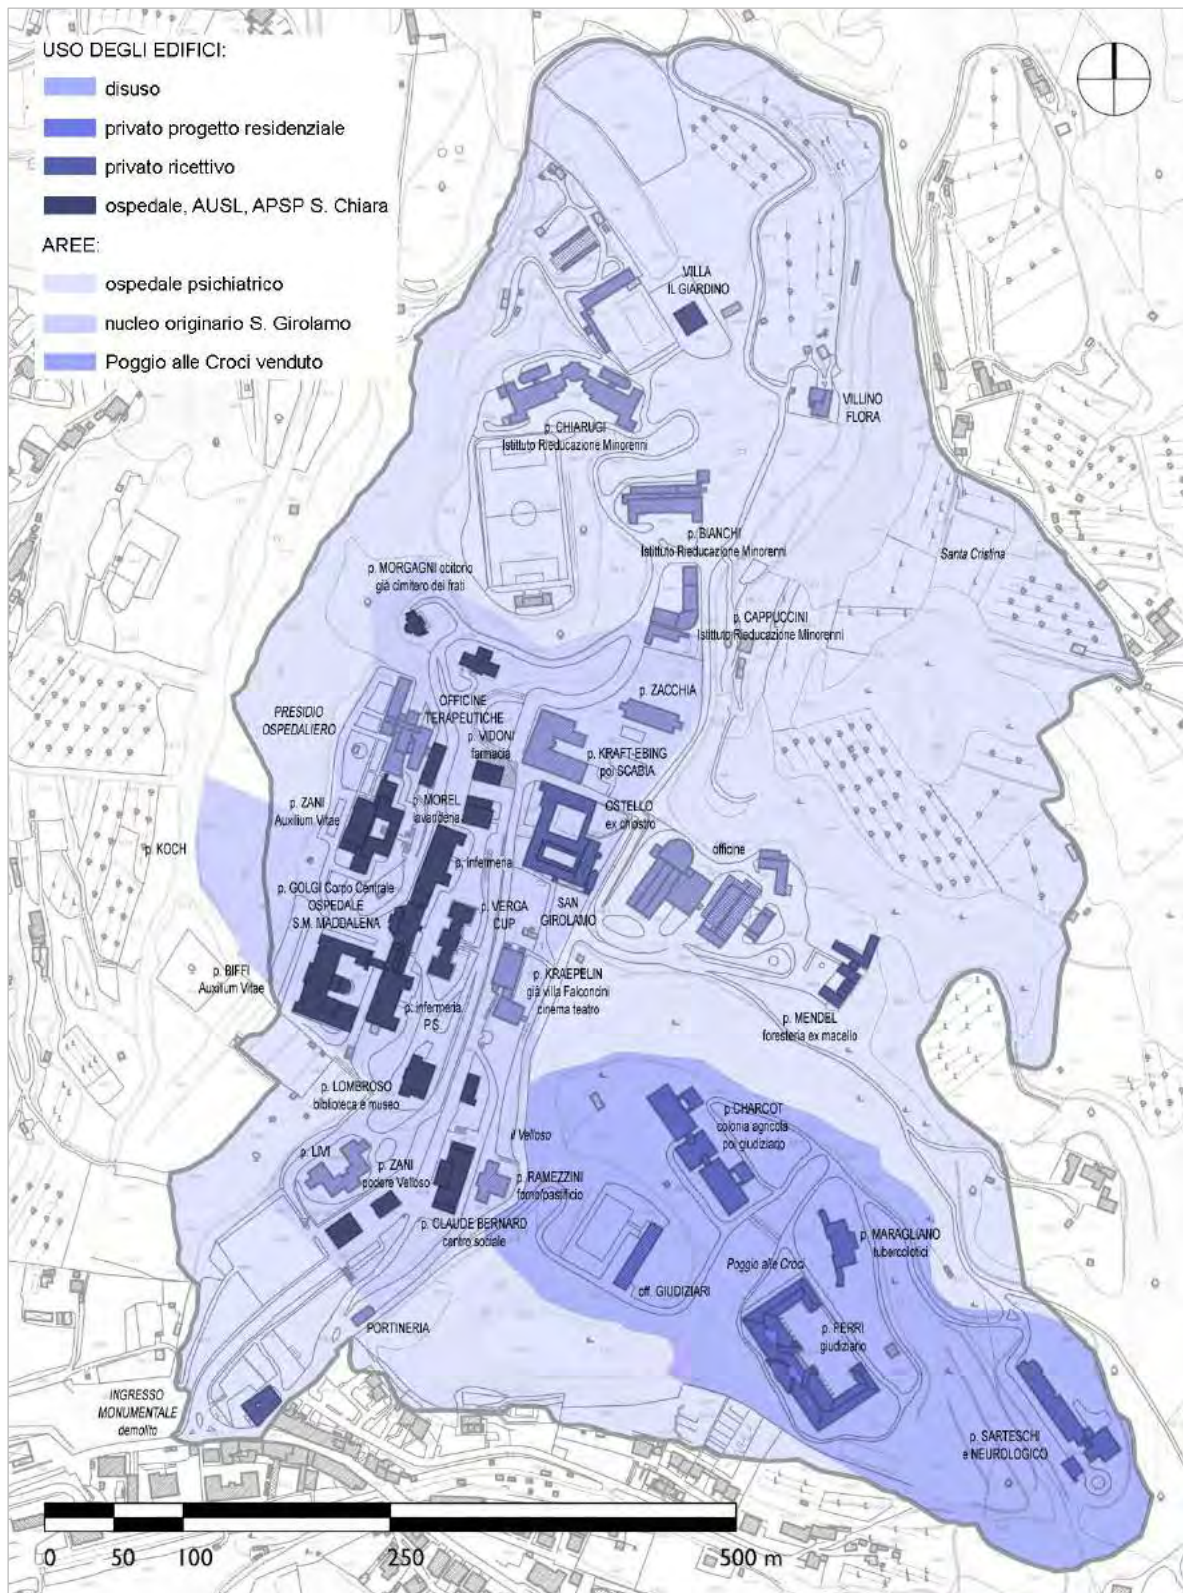 USO DEGLI EDIFICI:
disuso
privato progetto residenziale
privato ricettivo
ospedale, AUSL, APSP S. Chiara
AREE:
ospedale psichiatrico
nucleo originario S. Girolamo
Poggio alle Croci venduto
VILLA
IL GIARDINO
VILLINO
FLORA
p. CHIARUGI
Istituto Rieducazione Minorenni
p. BIANCHI
Istituto Rieducazione Minorenni
Santa Cristina
p. MORGAGNI obitorio
già cimitero dei frati
p. CAPPUCCINI
Istituto Rieducazione Minorenni
p. ZACCHIA
PRESIDIO
OSPEDALIERO
OFFICINE
TERAPEUTICHE
p. VIDONI
farmacia
p. KRAFT-EBING
poi SCABIA
p. ZANI
Auxilium Vitae
p. MOREL
lavanderia
OSTELLO
ex chiostro
p. KOCH
p. infermeria
officine
p. GOLGI Corpo Centrale
OSPEDALE
S.M. MADDALENA
p. VERGA
CUP
SAN
GIROLAMO
p. BIFFI
Auxilium Vitae
p. KRAEPELIN
già villa Falconcini
cinema teatro
p. infermeria
P.S.
p. MENDEL
foresteria ex macello
p. LOMBROSO
biblioteca e museo
p. CHARCOT
colonia agricola
poi giudiziario
il Velloso
p. LIVI
p. ZANI
podere Velloso
p. RAMEZZINI
forno/pastificio
p. CLAUDE BERNARD
centro sociale
p. MARAGLIANO
tubercolotici
Poggio alle Croci
off. GIUDIZIARI
PORTINERIA
p. FERRI
giudiziario
INGRESSO
MONUMENTALE
demolito
p. SARTESCHI
e NEUROLOGICO
0 50 100 250 500 m